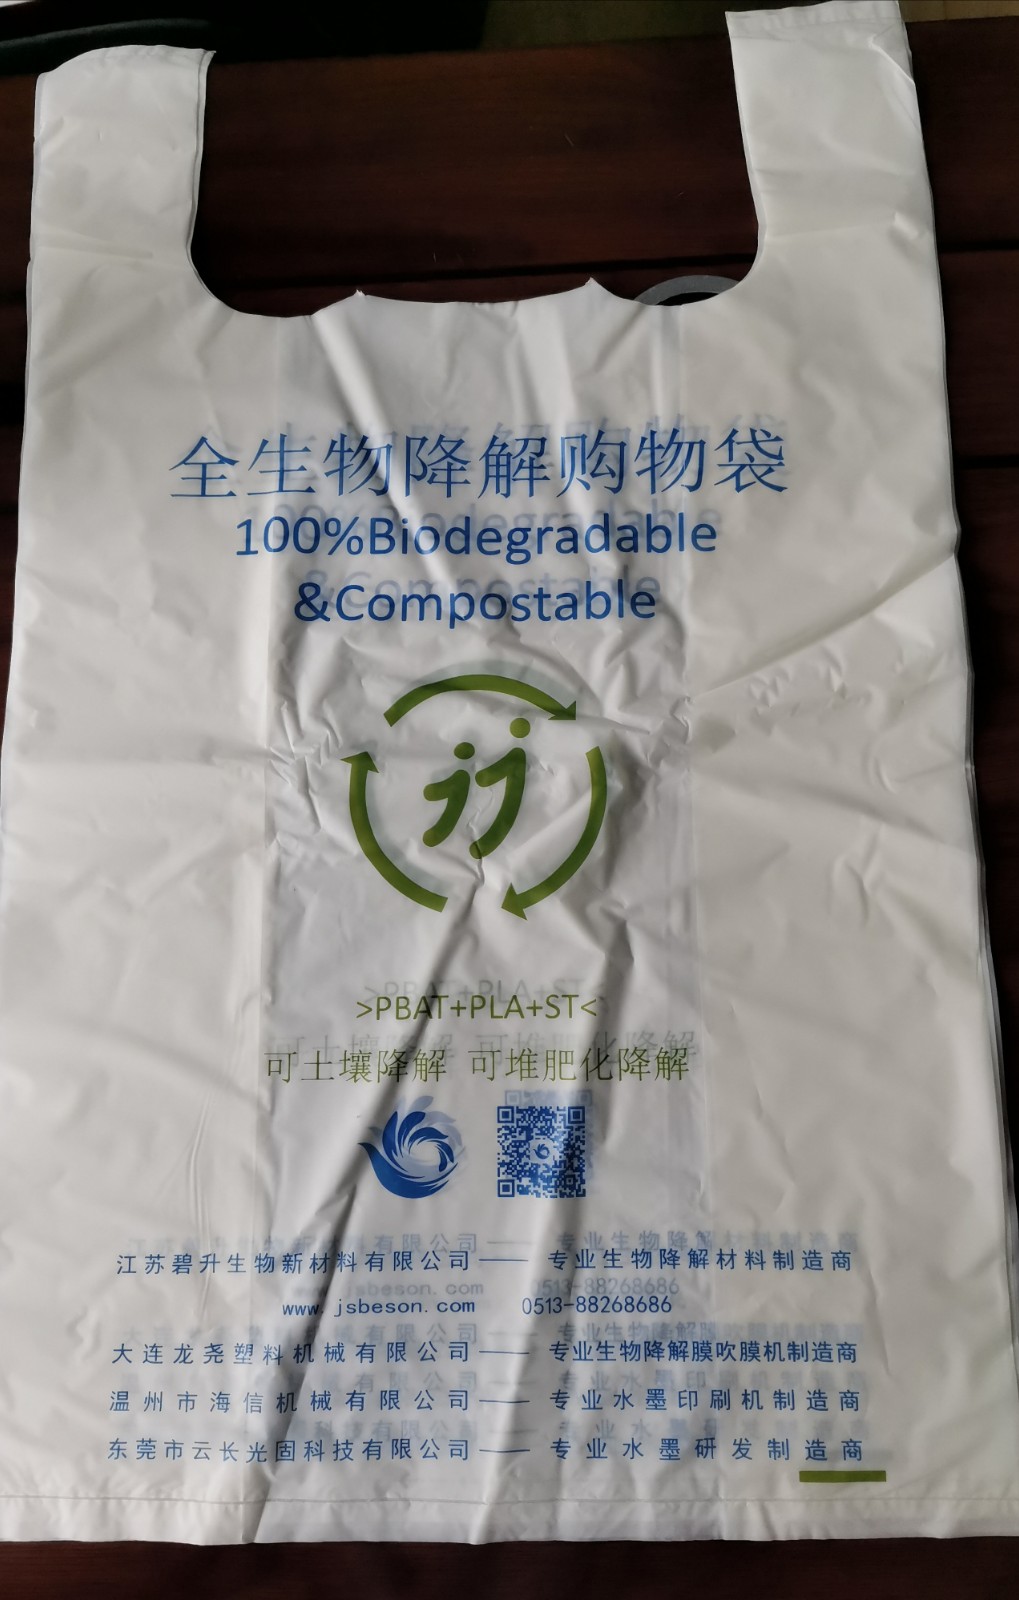 全生物降解购物袋
100%Biodegradable
&Compostable
>PBAT+PLA+ST<
可土壤降解 可堆肥化降解
江苏碧升生物新材料有限公司——专业生物降解材料制造商
www.jsbeson.com 0513-88268686
大连龙尧塑料机械有限公司——专业生物降解膜吹膜机制造商
温州市海信机械有限公司——专业水墨印刷机制造商
东莞市云长光固科技有限公司——专业水墨研发制造商